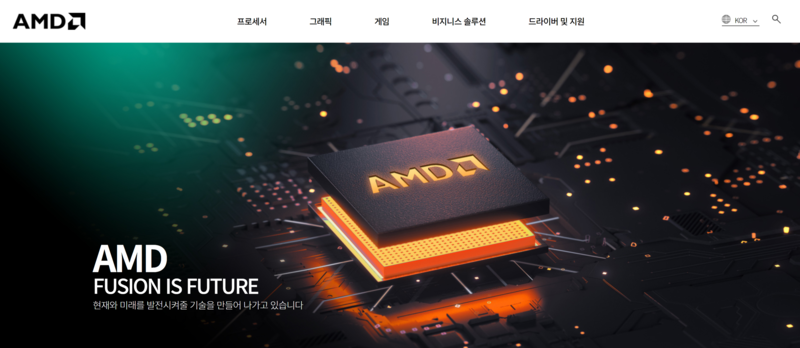 AMD
프로세서
그래픽
게임
비지니스 솔루션
드라이버 및 지원
KOR
AMD
AMD
FUSION IS FUTURE
현재와 미래를 발전시켜줄 기술을 만들어 나가고 있습니다